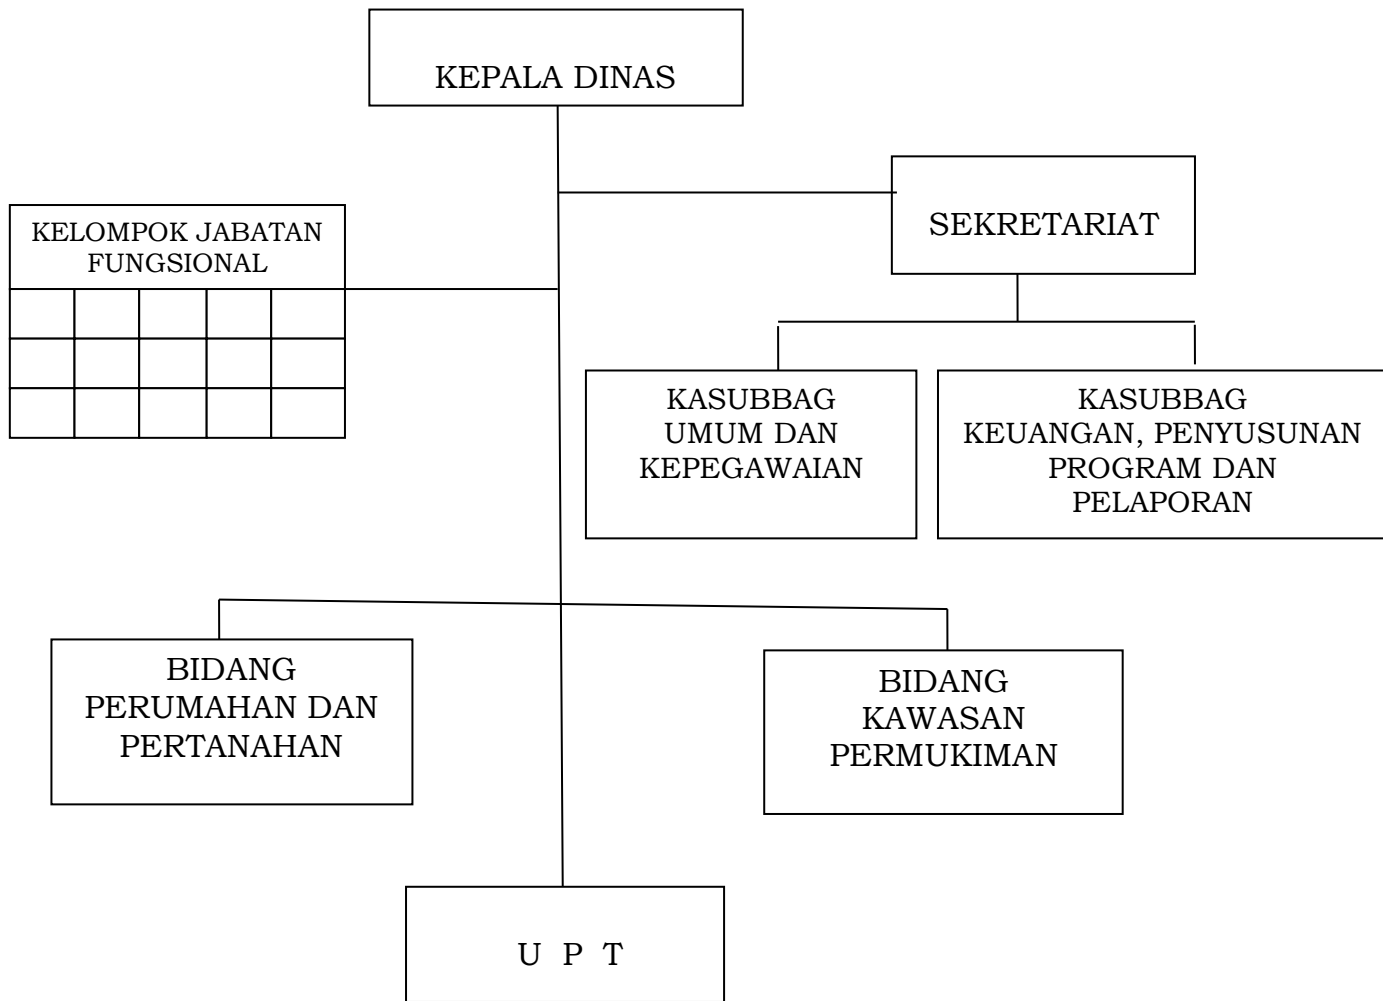 KEPALA DINAS
SEKRETARIAT
KELOMPOK JABATAN
FUNGSIONAL
KASUBBAG
UMUM DAN
KEPEGAWAIAN
KASUBBAG
KEUANGAN, PENYUSUNAN
PROGRAM DAN
PELAPORAN
BIDANG
PERUMAHAN DAN
PERTANAHAN
BIDANG
KAWASAN
PERMUKIMAN
U P T